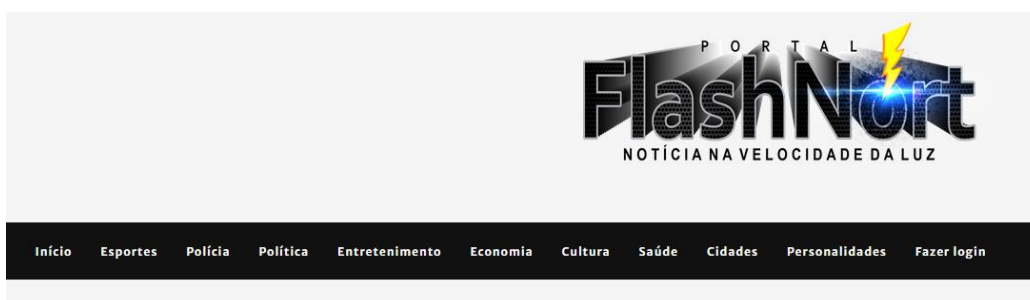 PORTAL
FlashNort
NOTÍCIA NA VELOCIDADE DA LUZ
Início Esportes Polícia Política Entretenimento Economia Cultura Saúde Cidades Personalidades Fazer login